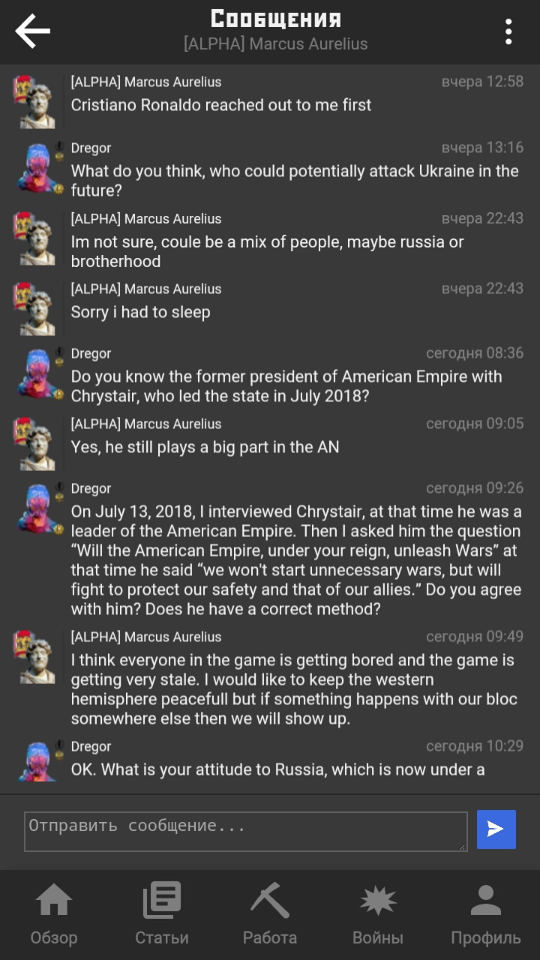 Сообщения
[ALPHA] Marcus Aurelius
[ALPHA] Marcus Aurelius вчера 12:58
Cristiano Ronaldo reached out to me first
Dregor вчера 13:16
What do you think, who could potentially attack Ukraine in the
future?
[ALPHA] Marcus Aurelius вчера 22:43
Im not sure, coule be a mix of people, maybe russia or
brotherhood
[ALPHA] Marcus Aurelius вчера 22:43
Sorry i had to sleep
Dregor сегодня 08:36
Do you know the former president of American Empire with
Chrystair, who led the state in July 2018?
[ALPHA] Marcus Aurelius сегодня 09:05
Yes, he still plays a big part in the AN
Dregor сегодня 09:26
On July 13, 2018, I interviewed Chrystair, at that time he was a
leader of the American Empire. Then I asked him the question
“Will the American Empire, under your reign, unleash Wars” at
that time he said “we won't start unnecessary wars, but will
fight to protect our safety and that of our allies.” Do you agree
with him? Does he have a correct method?
[ALPHA] Marcus Aurelius сегодня 09:49
I think everyone in the game is getting bored and the game is
getting very stale. I would like to keep the western
hemisphere peacefull but if something happens with our bloc
somewhere else then we will show up.
Dregor сегодня 10:29
OK. What is your attitude to Russia, which is now under a
Отправить сообщение...
Обзор Статьи Работа Войны Профиль